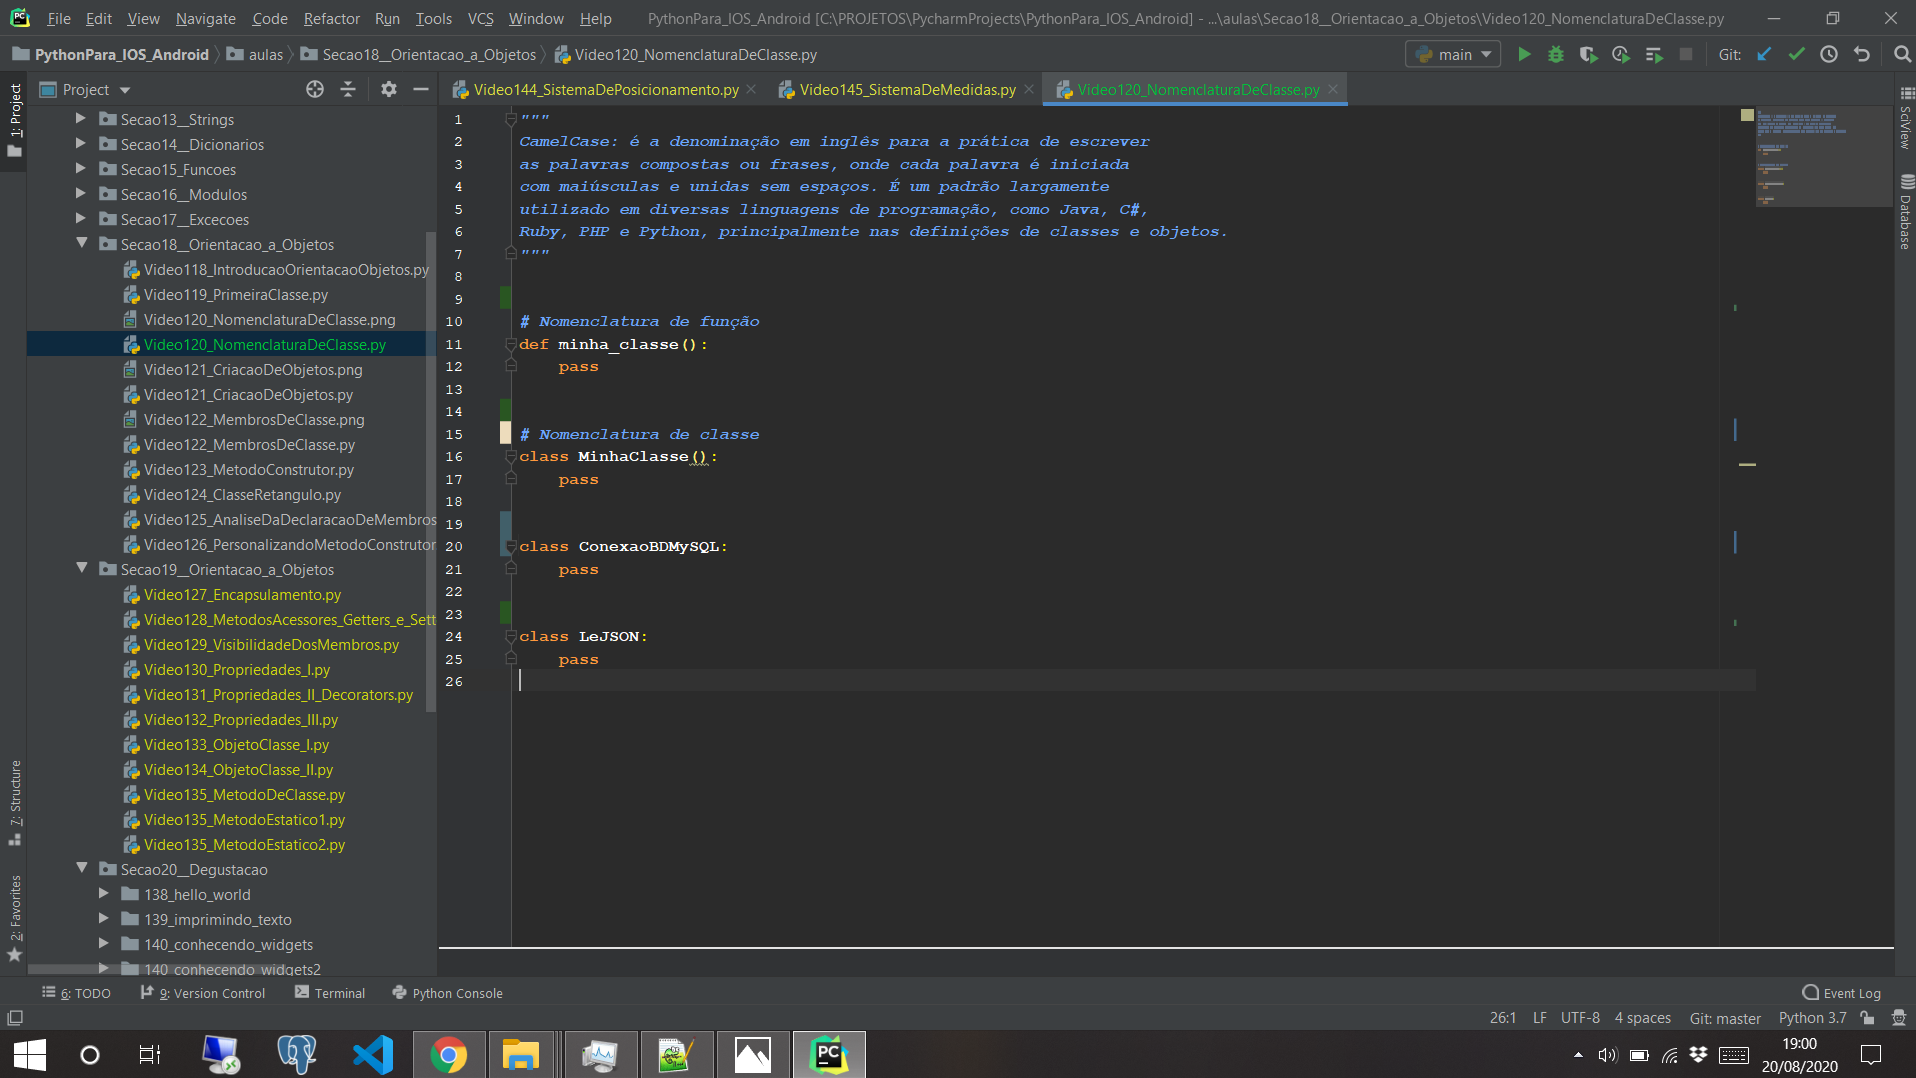 File Edit View Navigate Code Refactor Run Tools VCS Window Help PythonPara_IOS_Android [C:\PROJETOS\PycharmProjects\PythonPara_IOS_Android] - ...\aulas\Secao18__Orientacao_a_Objetos\Video120_NomenclaturaDeClasse.py
PythonPara_IOS_Android aulas Secao18__Orientacao_a_Objetos Video120_NomenclaturaDeClasse.py main Git:
Project
Video144_SistemaDePosicionamento.py Video145_SistemaDeMedidas.py Video120_NomenclaturaDeClasse.py
1: Project
7: Structure
2: Favorites
Secao13__Strings
Secao14__Dicionarios
Secao15_Funcoes
Secao16__Modulos
Secao17__Excecoes
Secao18__Orientacao_a_Objetos
Video118_IntroducaoOrientacaoObjetos.py
Video119_PrimeiraClasse.py
Video120_NomenclaturaDeClasse.png
Video120_NomenclaturaDeClasse.py
Video121_CriacaoDeObjetos.png
Video121_CriacaoDeObjetos.py
Video122_MembrosDeClasse.png
Video122_MembrosDeClasse.py
Video123_MetodoConstrutor.py
Video124_ClasseRetangulo.py
Video125_AnaliseDaDeclaracaoDeMembros
Video126_PersonalizandoMetodoConstrutor
Secao19__Orientacao_a_Objetos
Video127_Encapsulamento.py
Video128_MetodosAcessores_Getters_e_Sett
Video129_VisibilidadeDosMembros.py
Video130_Propriedades_I.py
Video131_Propriedades_II_Decorators.py
Video132_Propriedades_III.py
Video133_ObjetoClasse_I.py
Video134_ObjetoClasse_II.py
Video135_MetodoDeClasse.py
Video135_MetodoEstatico1.py
Video135_MetodoEstatico2.py
Secao20__Degustacao
138_hello_world
139_imprimindo_texto
140_conhecendo_widgets
140_conhecendo_widgets2
1 """
2 CamelCase: é a denominação em inglês para a prática de escrever
3 as palavras compostas ou frases, onde cada palavra é iniciada
4 com maiúsculas e unidas sem espaços. É um padrão largamente
5 utilizado em diversas linguagens de programação, como Java, C#,
6 Ruby, PHP e Python, principalmente nas definições de classes e objetos.
7 """
8
9
10 # Nomenclatura de função
11 def minha_classe():
12 pass
13
14
15 # Nomenclatura de classe
16 class MinhaClasse():
17 pass
18
19
20 class ConexaoBDMySQL:
21 pass
22
23
24 class LeJSON:
25 pass
26
SciView
Database
6: TODO 9: Version Control Terminal Python Console Event Log
26:1 LF UTF-8 4 spaces Git: master Python 3.7
PC
19:00
20/08/2020